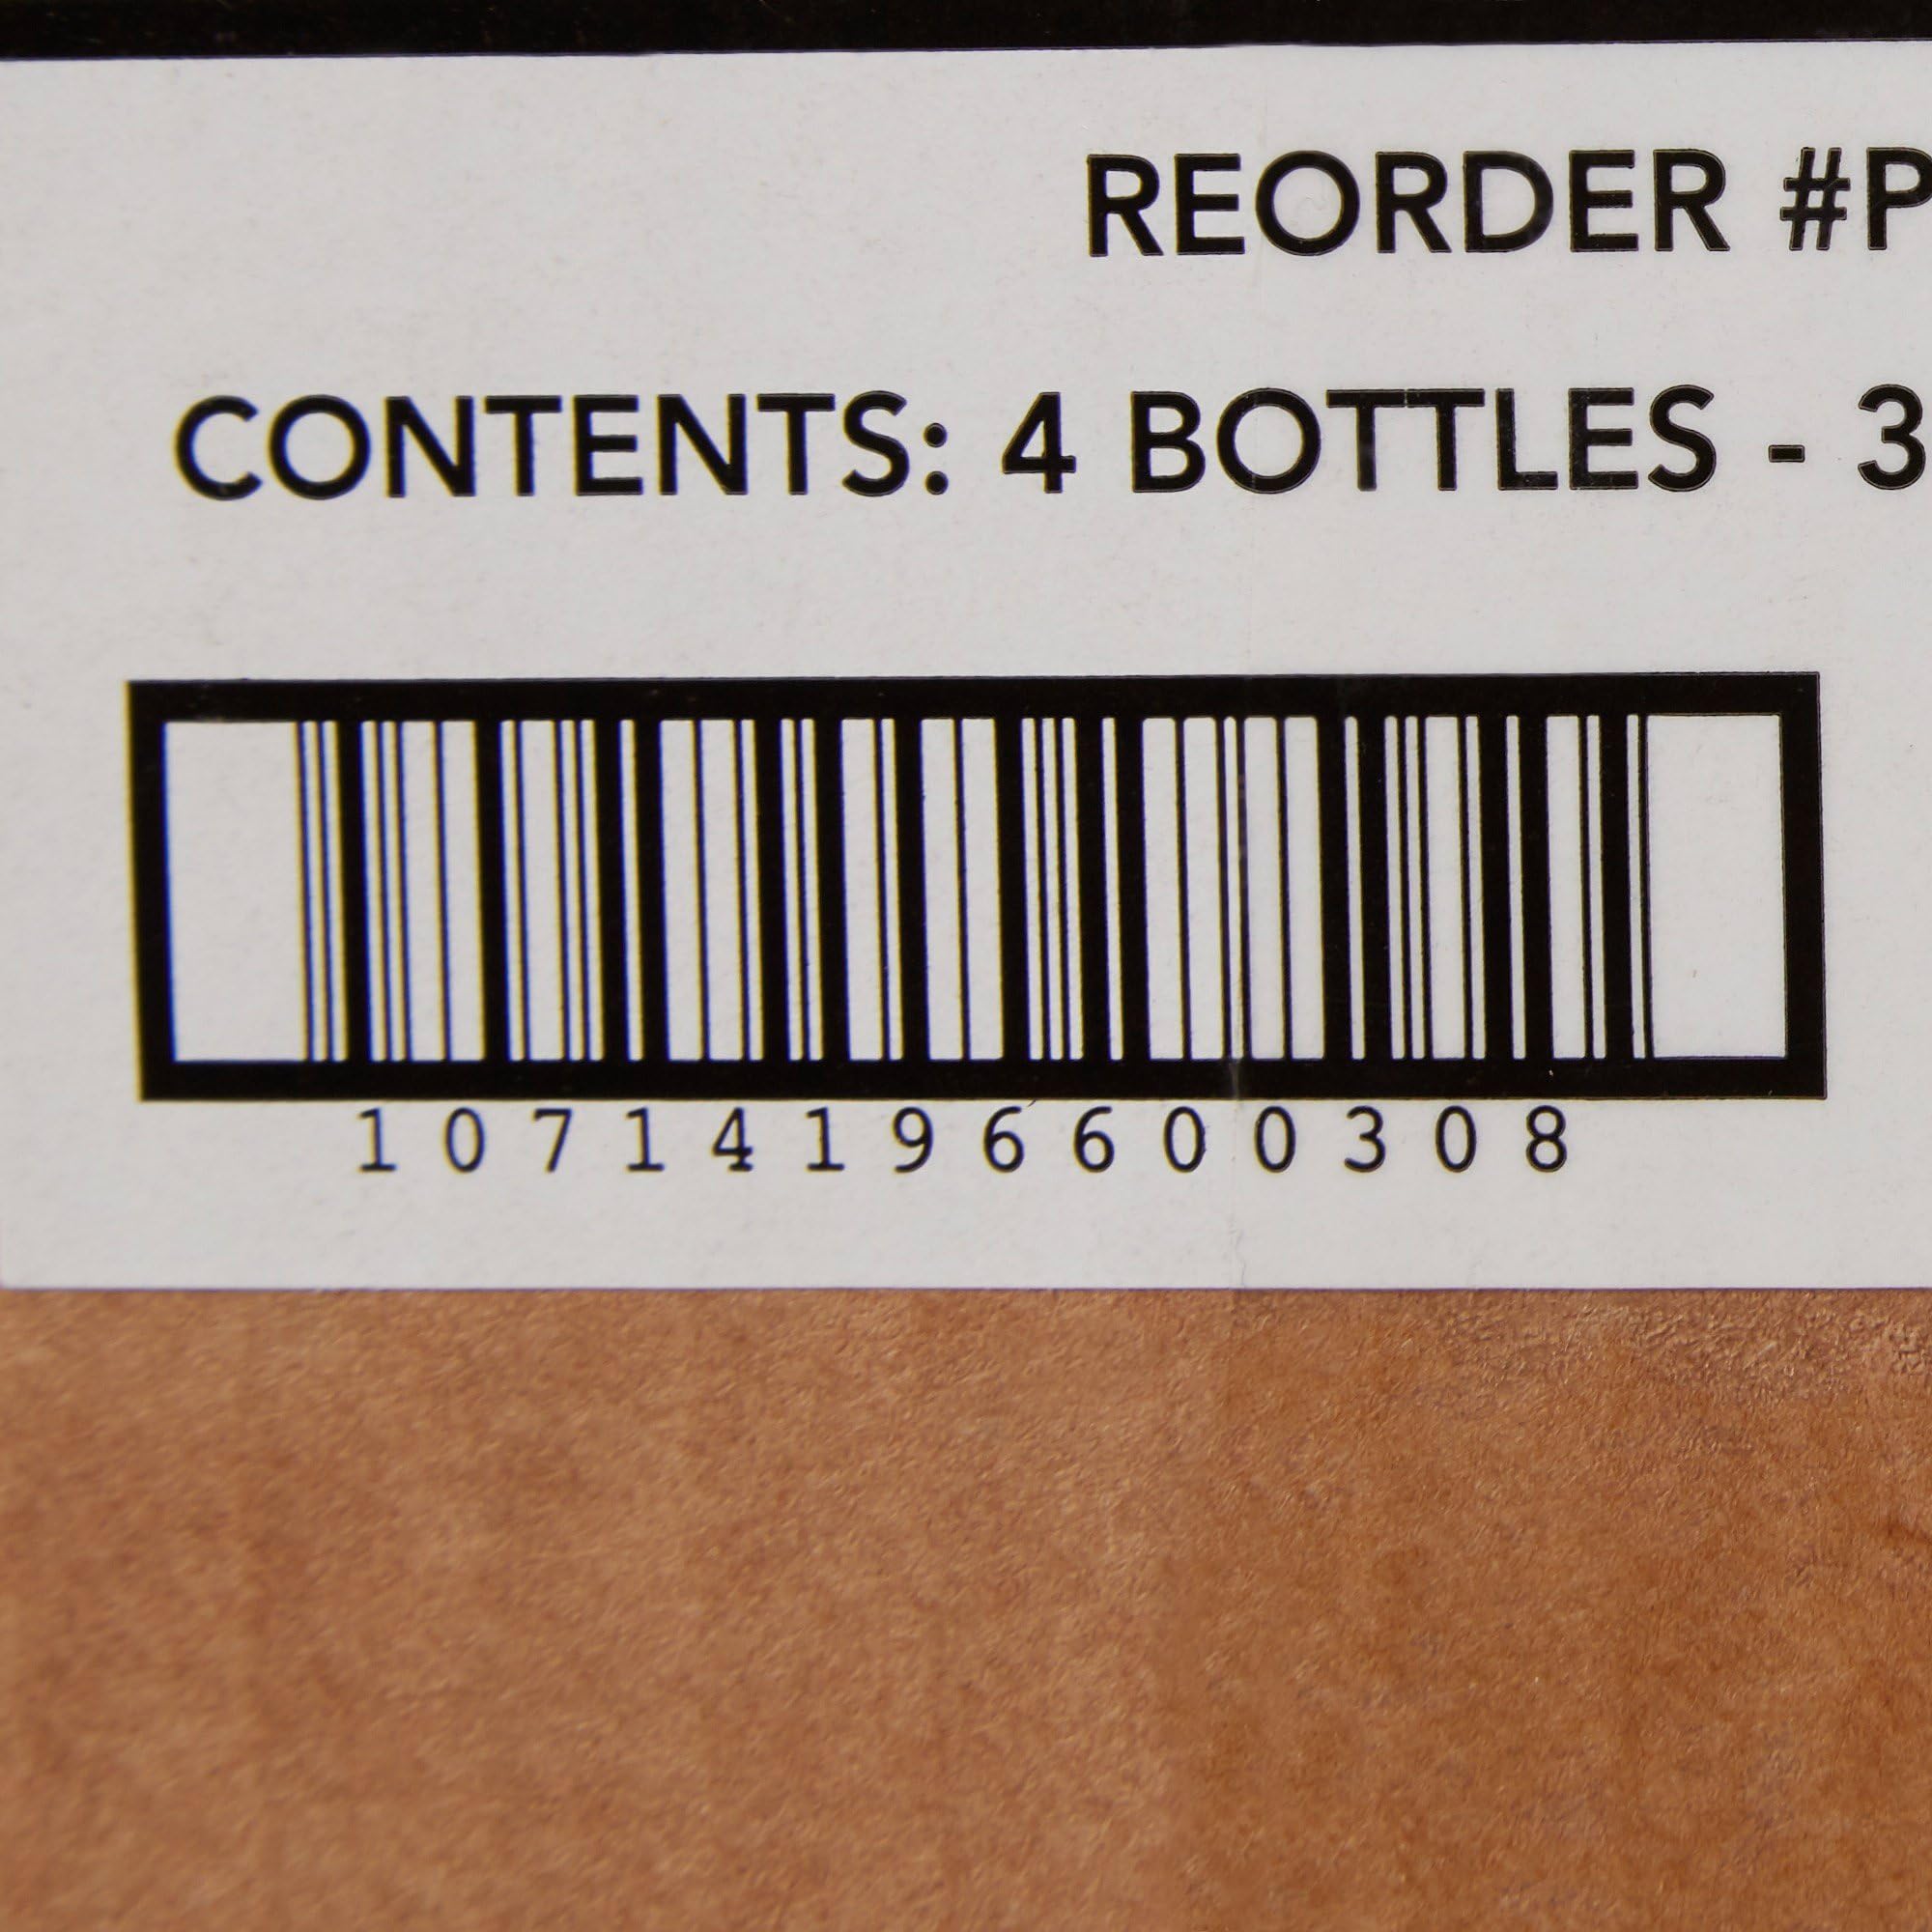 REORDER #P
CONTENTS: 4 BOTTLES - 3
10714196600308